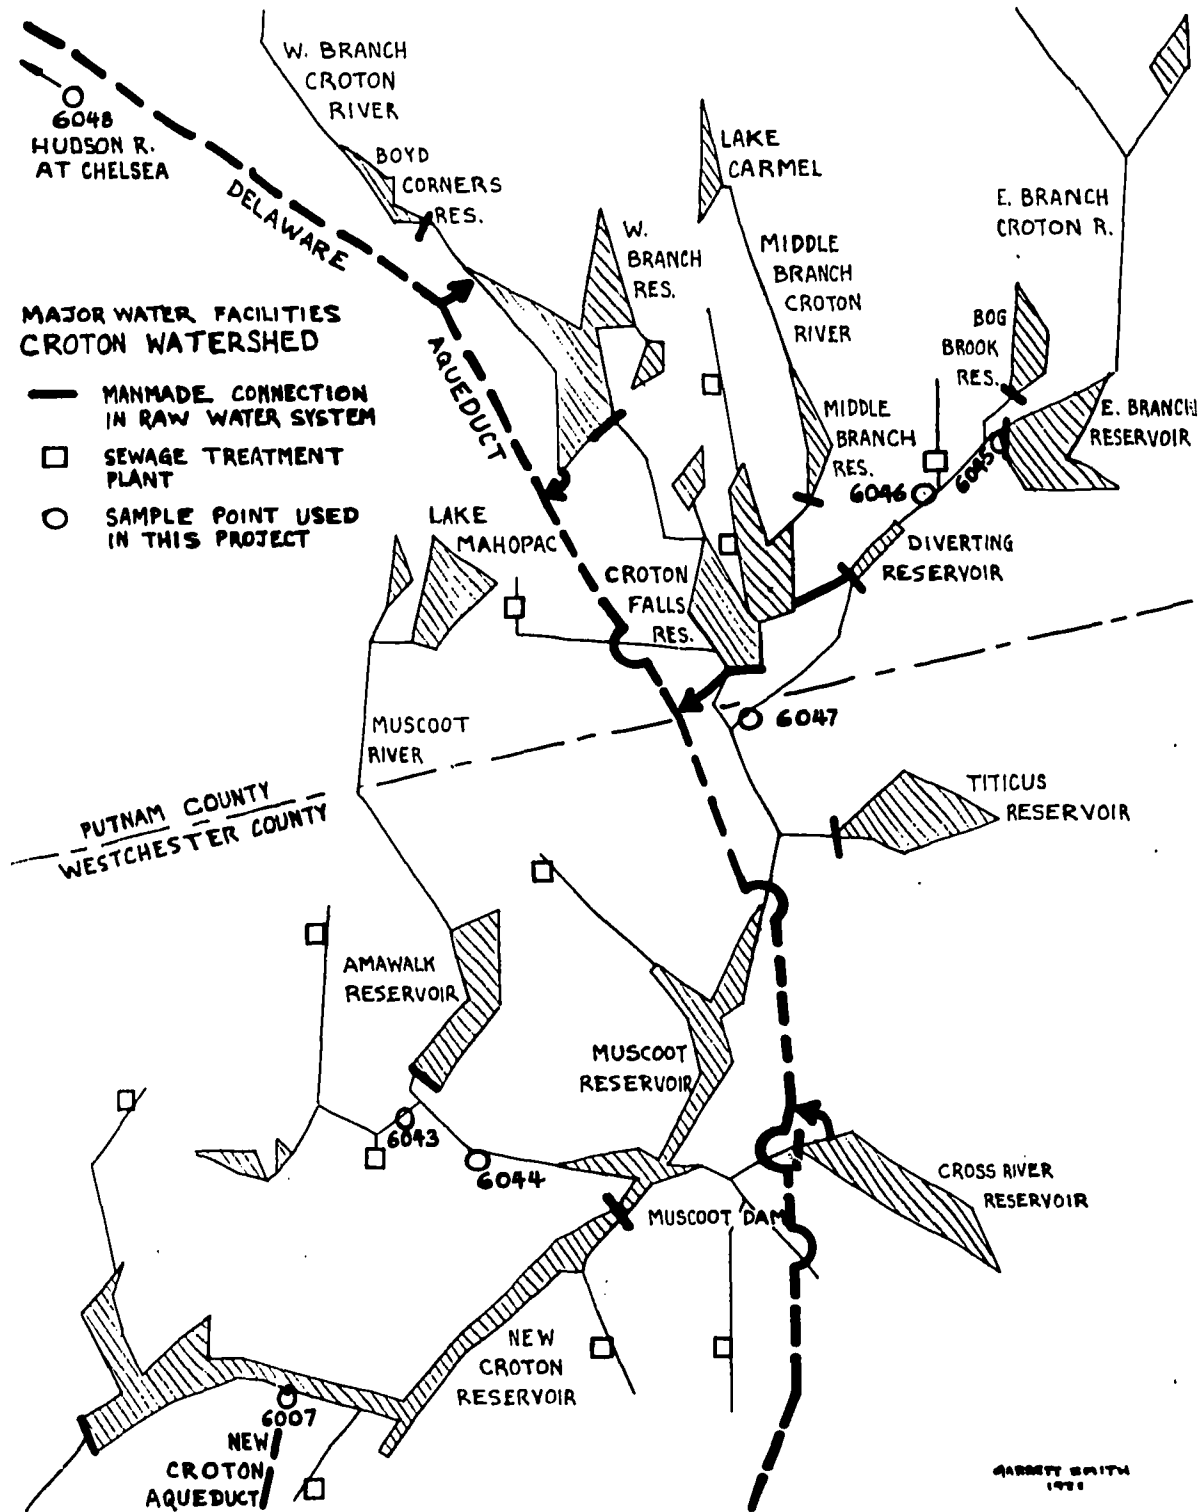 W. BRANCH
CROTON
RIVER
6048
HUDSON R.
AT CHELSEA
BOYD
CORNERS
RES.
LAKE
CARMEL
E. BRANCH
CROTON R.
DELAWARE
W.
BRANCH
RES.
MIDDLE
BRANCH
CROTON
RIVER
MAJOR WATER FACILITIES
CROTON WATERSHED
MANMADE CONNECTION
IN RAW WATER SYSTEM
SEWAGE TREATMENT
PLANT
SAMPLE POINT USED
IN THIS PROJECT
AQUEDUCT
BOG
BROOK
RES.
MIDDLE
BRANCH
RES.
E. BRANCH
RESERVOIR
6046
6045
LAKE
MAHOPAC
DIVERTING
RESERVOIR
CROTON
FALLS
RES.
6047
MUSCOOT
RIVER
PUTNAM COUNTY
WESTCHESTER COUNTY
TITICUS
RESERVOIR
AMAWALK
RESERVOIR
MUSCOOT
RESERVOIR
6043
6044
CROSS RIVER
RESERVOIR
MUSCOOT DAM
NEW
CROTON
RESERVOIR
6007
NEW
CROTON
AQUEDUCT
GARRETT SMITH
1981